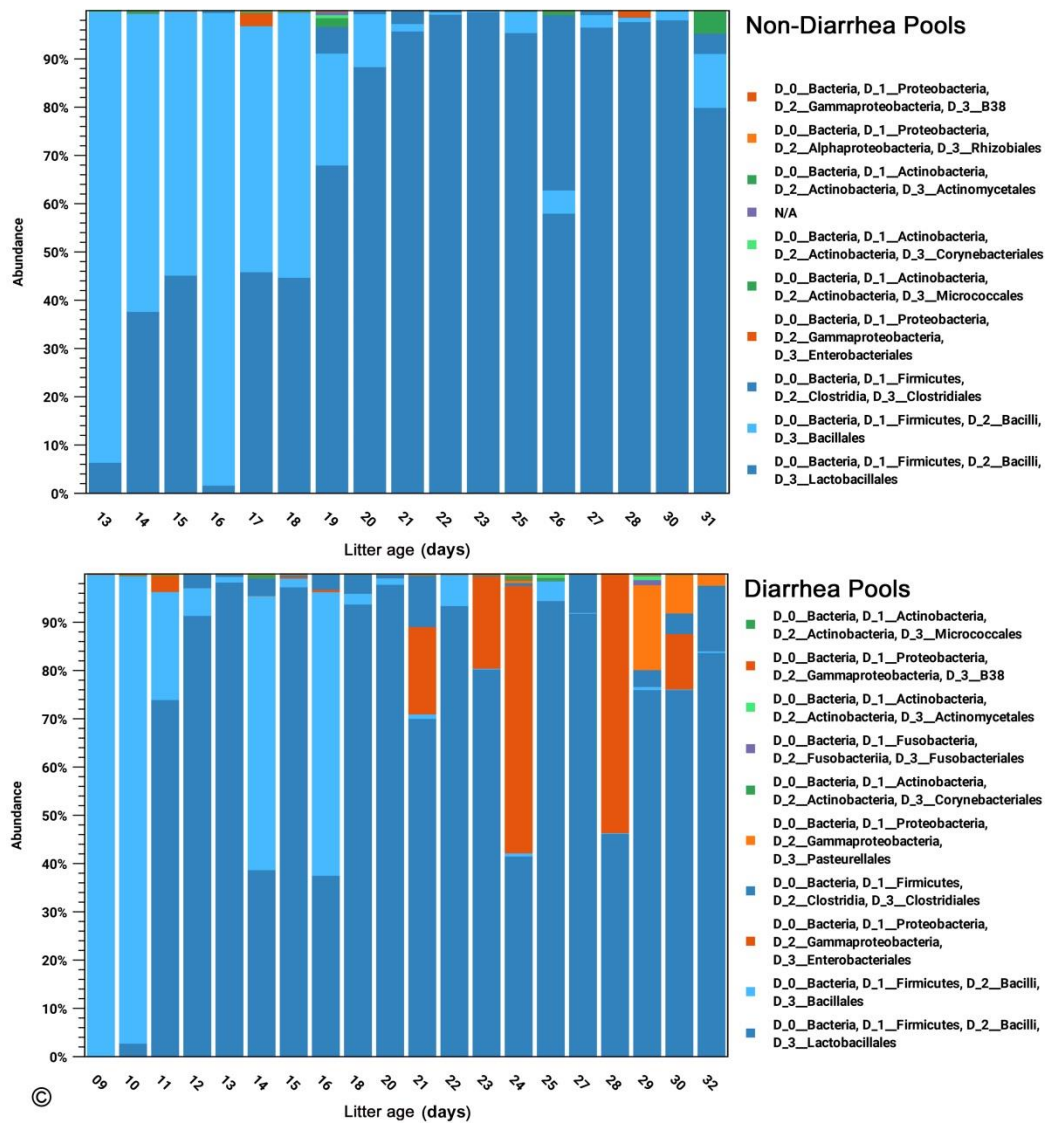 Non-Diarrhea Pools
90%
80%
70%
60%
50%
40%
30%
20%
10%
0%
Abundance
13 14 15 16 17 18 19 20 21 22 23 25 26 27 28 30 31
Litter age (days)
D_0__Bacteria, D_1__Proteobacteria,
D_2__Gammaproteobacteria, D_3__B38
D_0__Bacteria, D_1__Proteobacteria,
D_2__Alphaproteobacteria, D_3__Rhizobiales
D_0__Bacteria, D_1__Actinobacteria,
D_2__Actinobacteria, D_3__Actinomycetales
N/A
D_0__Bacteria, D_1__Actinobacteria,
D_2__Actinobacteria, D_3__Corynebacteriales
D_0__Bacteria, D_1__Actinobacteria,
D_2__Actinobacteria, D_3__Micrococcales
D_0__Bacteria, D_1__Proteobacteria,
D_2__Gammaproteobacteria,
D_3__Enterobacteriales
D_0__Bacteria, D_1__Firmicutes,
D_2__Clostridia, D_3__Clostridiales
D_0__Bacteria, D_1__Firmicutes, D_2__Bacilli,
D_3__Bacillales
D_0__Bacteria, D_1__Firmicutes, D_2__Bacilli,
D_3__Lactobacillales
Diarrhea Pools
90%
80%
70%
60%
50%
40%
30%
20%
10%
0%
Abundance
09 10 11 12 13 14 15 16 18 20 21 22 23 24 25 27 28 29 30 32
Litter age (days)
D_0__Bacteria, D_1__Actinobacteria,
D_2__Actinobacteria, D_3__Micrococcales
D_0__Bacteria, D_1__Proteobacteria,
D_2__Gammaproteobacteria, D_3__B38
D_0__Bacteria, D_1__Actinobacteria,
D_2__Actinobacteria, D_3__Actinomycetales
D_0__Bacteria, D_1__Fusobacteria,
D_2__Fusobacteriia, D_3__Fusobacteriales
D_0__Bacteria, D_1__Actinobacteria,
D_2__Actinobacteria, D_3__Corynebacteriales
D_0__Bacteria, D_1__Proteobacteria,
D_2__Gammaproteobacteria,
D_3__Pasteurellales
D_0__Bacteria, D_1__Firmicutes,
D_2__Clostridia, D_3__Clostridiales
D_0__Bacteria, D_1__Proteobacteria,
D_2__Gammaproteobacteria,
D_3__Enterobacteriales
D_0__Bacteria, D_1__Firmicutes, D_2__Bacilli,
D_3__Bacillales
D_0__Bacteria, D_1__Firmicutes, D_2__Bacilli,
D_3__Lactobacillales
©